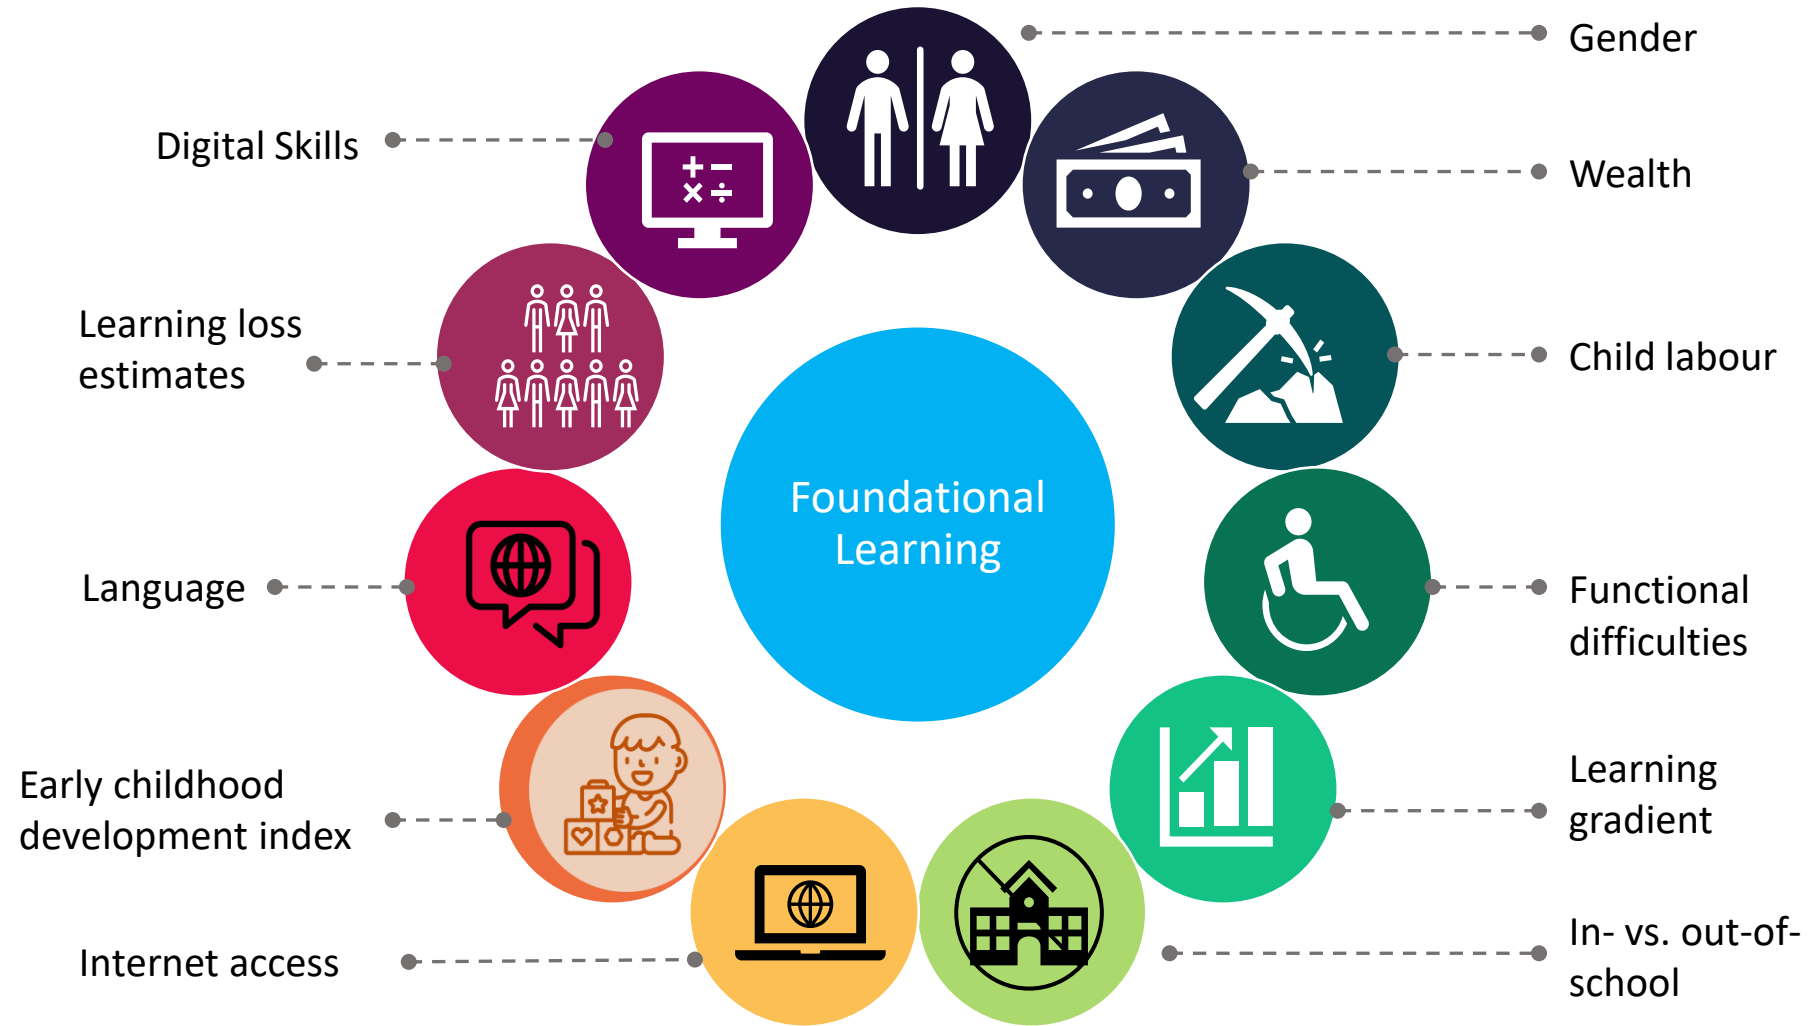 Gender
Digital Skills
Wealth
Learning loss
estimates
Child labour
Foundational
Learning
Language
Functional
difficulties
Early childhood
development index
Learning
gradient
Internet access
In- vs. out-of-
school